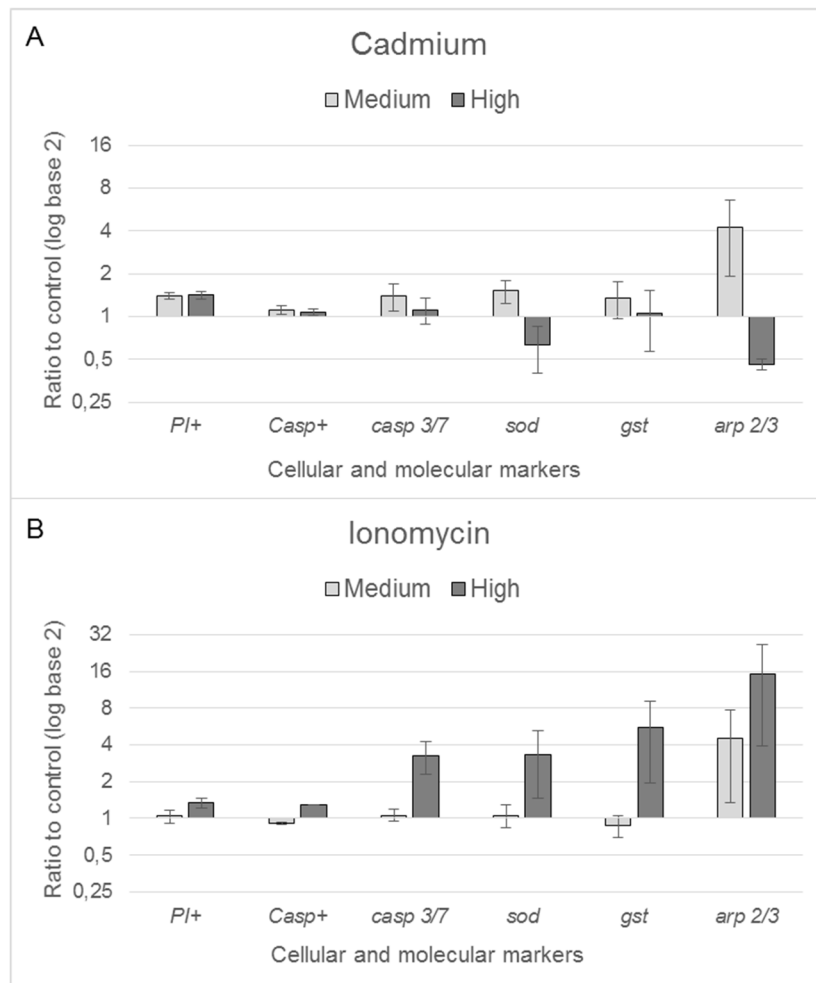 A
Cadmium
Medium High
Ratio to control (log base 2)
16
8
4
2
1
0,5
0,25
PI+ Casp+ casp 3/7 sod gst arp 2/3
Cellular and molecular markers
B
Ionomycin
Medium High
Ratio to control (log base 2)
32
16
8
4
2
1
0,5
0,25
PI+ Casp+ casp 3/7 sod gst arp 2/3
Cellular and molecular markers